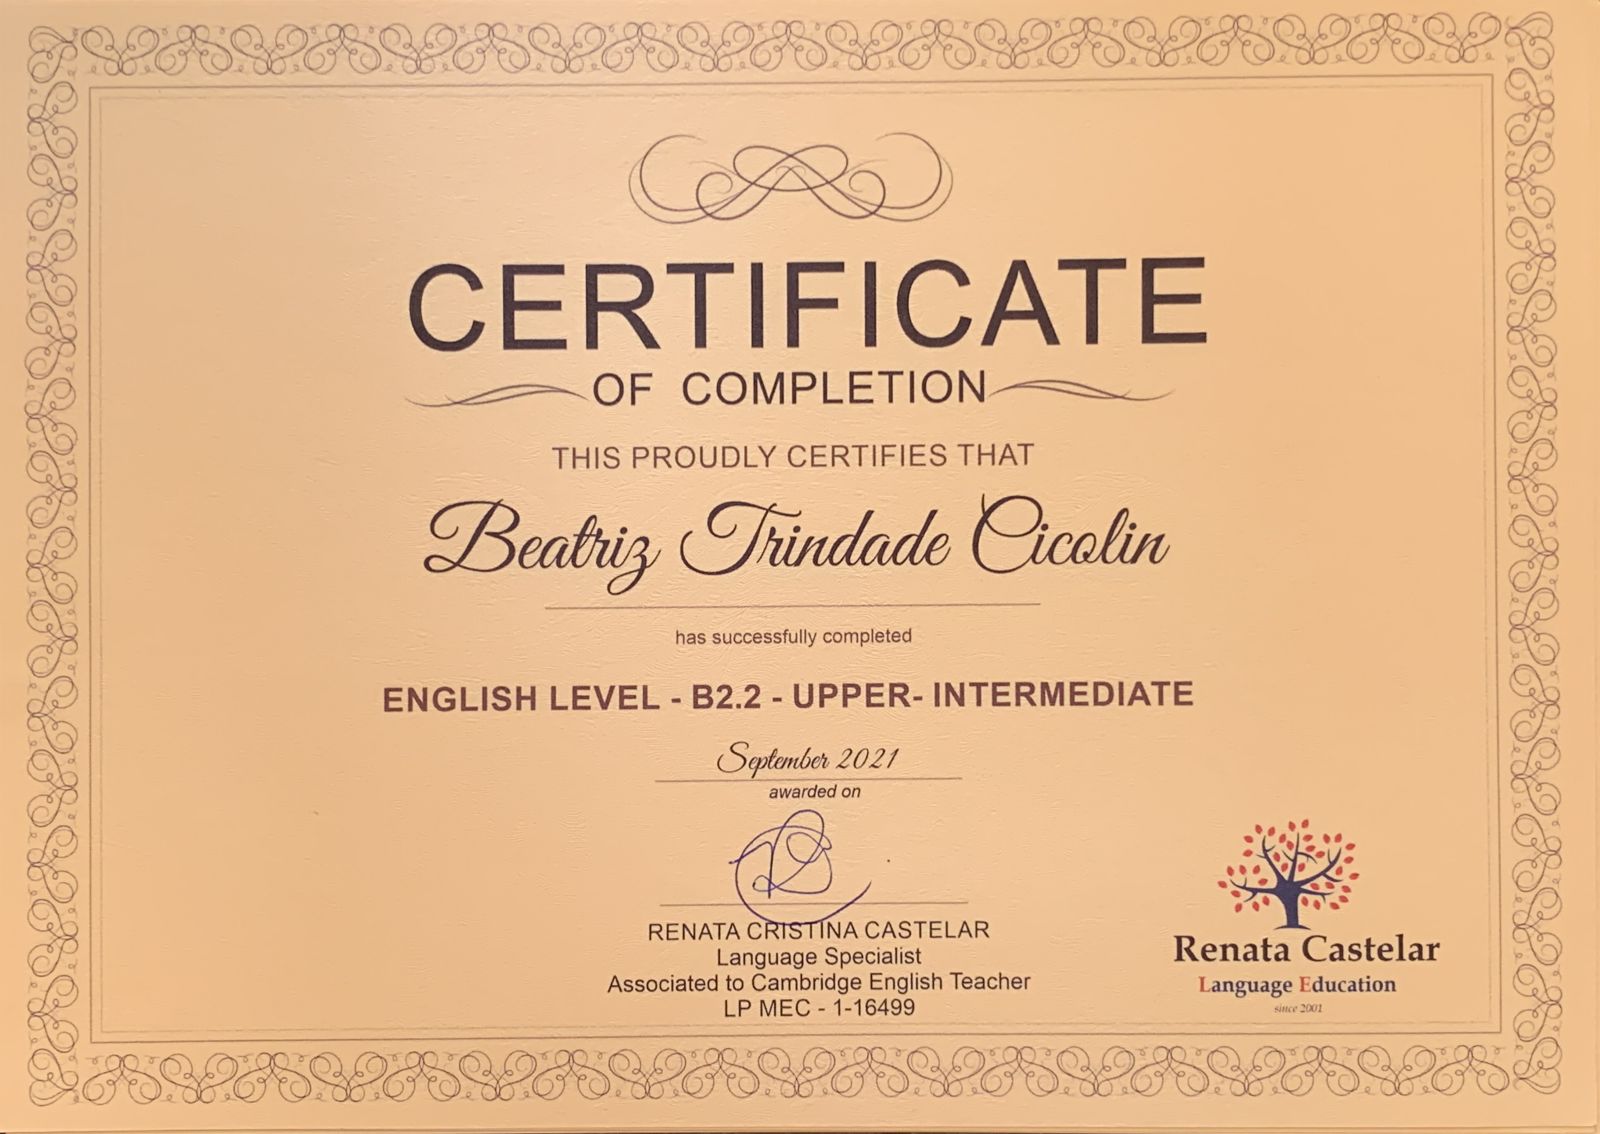 CERTIFICATE
OF COMPLETION
THIS PROUDLY CERTIFIES THAT
Beatriz Trindade Cicolin
has successfully completed
ENGLISH LEVEL - B2.2 - UPPER- INTERMEDIATE
September 2021
awarded on
RENATA CRISTINA CASTELAR
Language Specialist
Associated to Cambridge English Teacher
LP MEC - 1-16499
Renata Castelar
Language Education
since 2001